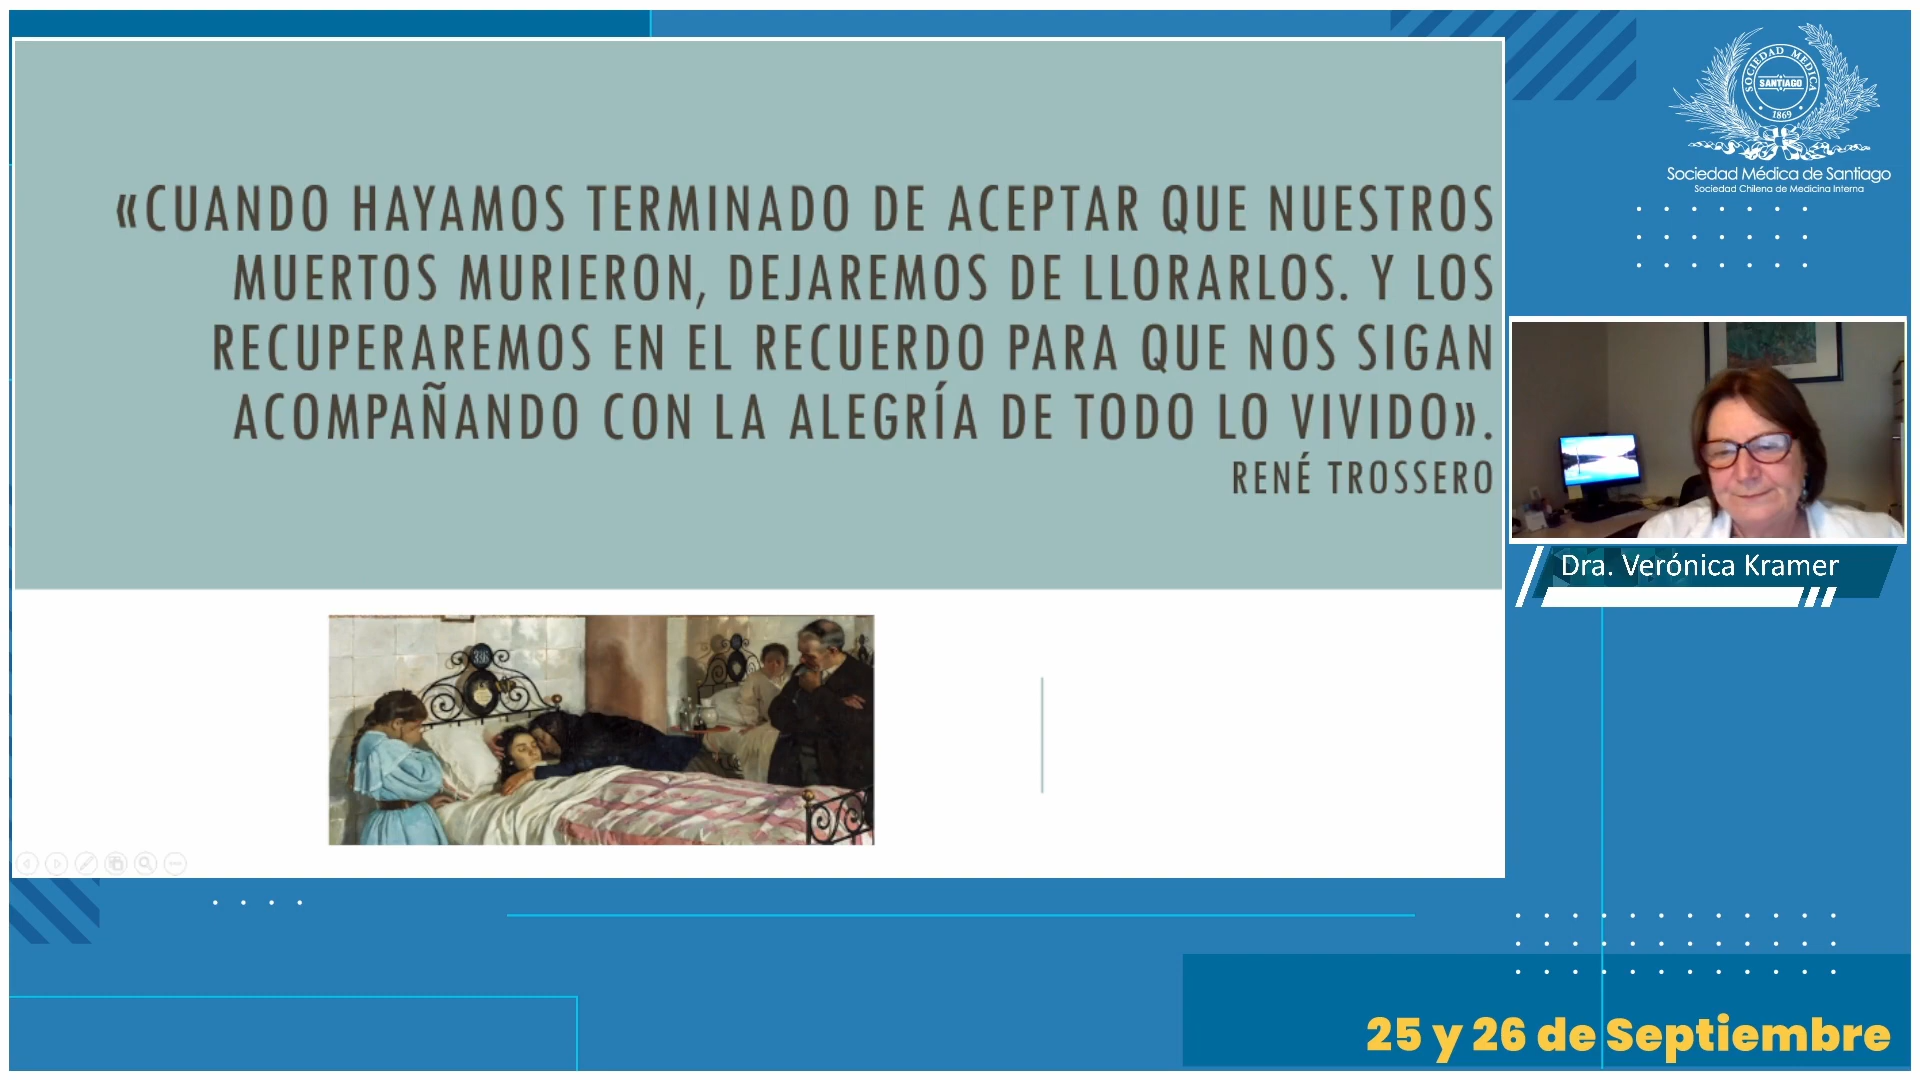 «CUANDO HAYAMOS TERMINADO DE ACEPTAR QUE NUESTROS
MUERTOS MURIERON, DEJAREMOS DE LLORARLOS. Y LOS
RECUPERAREMOS EN EL RECUERDO PARA QUE NOS SIGAN
ACOMPAÑANDO CON LA ALEGRÍA DE TODO LO VIVIDO».
RENÉ TROSSERO
SOCIEDAD MEDICA
SANTIAGO
1869
Sociedad Médica de Santiago
Sociedad Chilena de Medicina Interna
Dra. Verónica Kramer
25 y 26 de Septiembre